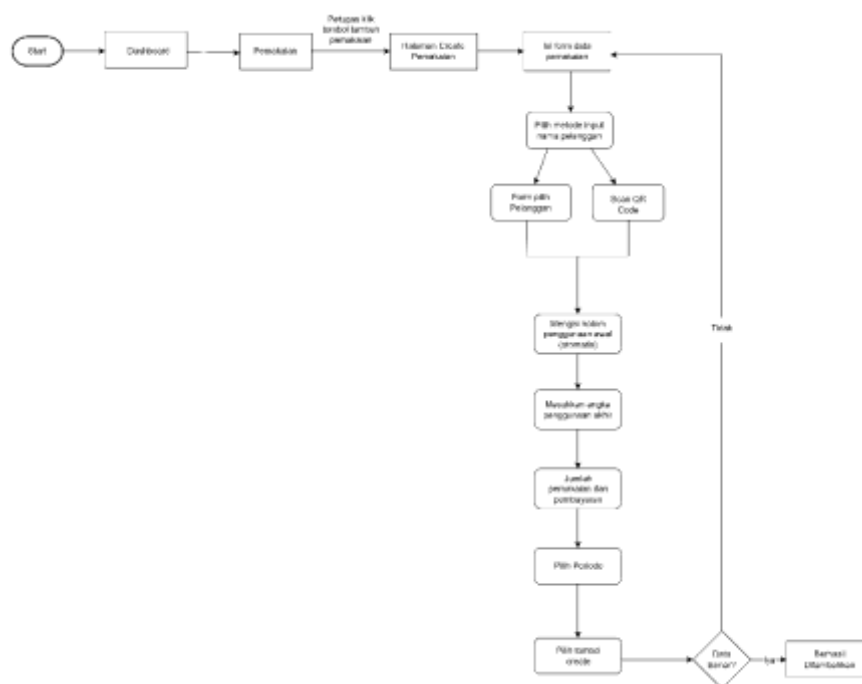 Start
Dashboard
Pemakaian
Petugas klik
tombol tambah
pemakaian
Halaman Create
Pemakaian
Isi form data
pemakaian
Pilih metode input
nama pelanggan
Form pilih
Pelanggan
Scan QR
Code
Mengisi kolom
penggunaan awal
(otomatis)
Masukkan angka
penggunaan akhir
Jumlah
pemakaian dan
pembayaran
Pilih Periode
Pilih tombol
create
Data
benar?
Tidak
Iya
Berhasil
Ditambahkan